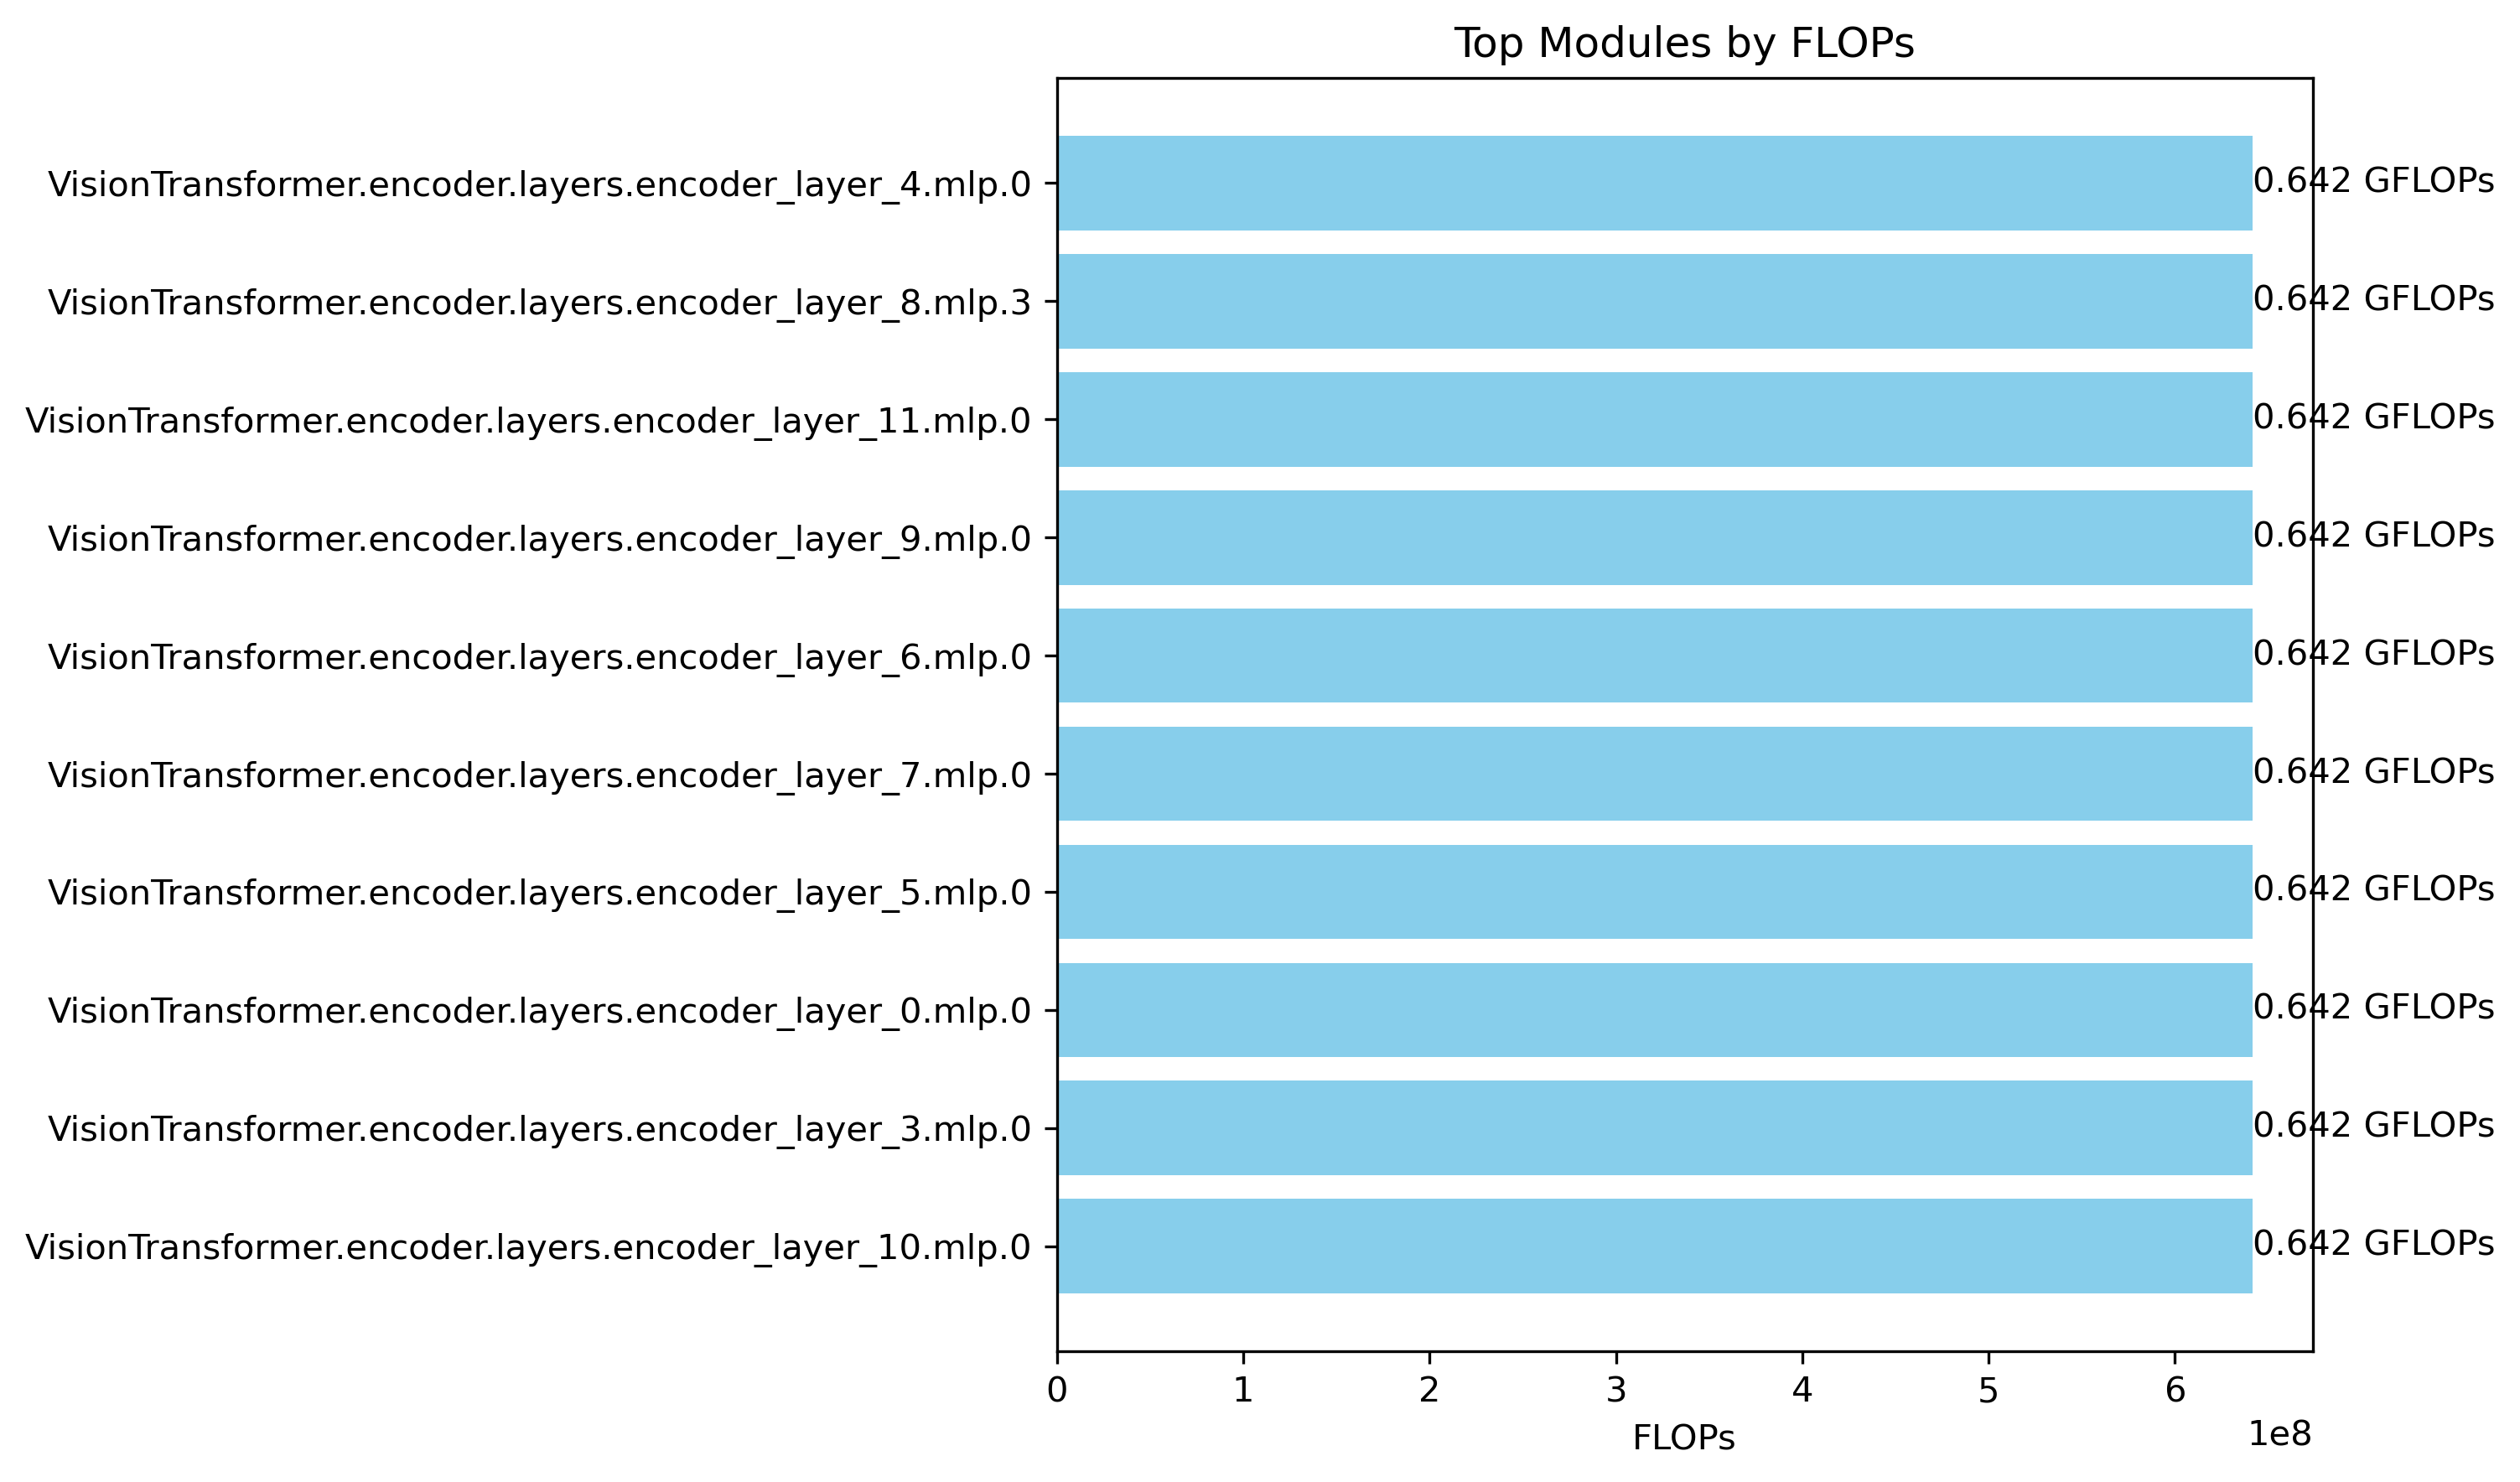 Top Modules by FLOPs
VisionTransformer.encoder.layers.encoder_layer_4.mlp.0 0.642 GFLOPs
VisionTransformer.encoder.layers.encoder_layer_8.mlp.3 0.642 GFLOPs
VisionTransformer.encoder.layers.encoder_layer_11.mlp.0 0.642 GFLOPs
VisionTransformer.encoder.layers.encoder_layer_9.mlp.0 0.642 GFLOPs
VisionTransformer.encoder.layers.encoder_layer_6.mlp.0 0.642 GFLOPs
VisionTransformer.encoder.layers.encoder_layer_7.mlp.0 0.642 GFLOPs
VisionTransformer.encoder.layers.encoder_layer_5.mlp.0 0.642 GFLOPs
VisionTransformer.encoder.layers.encoder_layer_0.mlp.0 0.642 GFLOPs
VisionTransformer.encoder.layers.encoder_layer_3.mlp.0 0.642 GFLOPs
VisionTransformer.encoder.layers.encoder_layer_10.mlp.0 0.642 GFLOPs
0 1 2 3 4 5 6
1e8
FLOPs